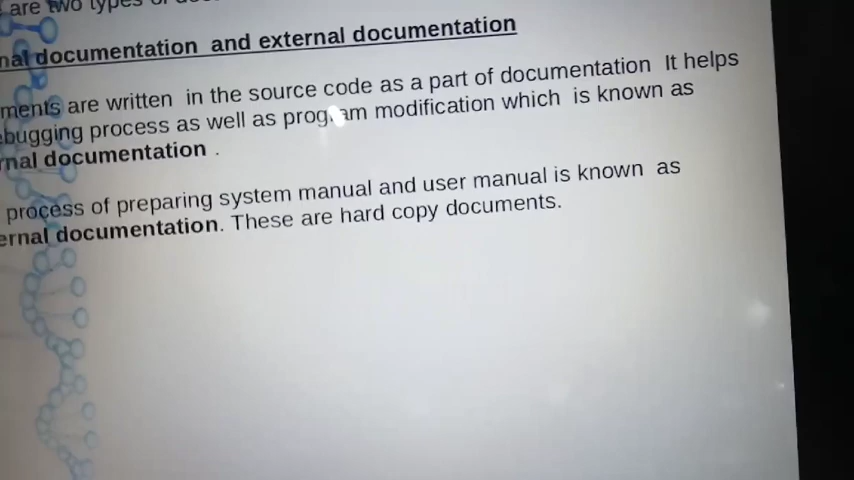 are two types of
nal documentation and external documentation
ments are written in the source code as a part of documentation It helps
ebugging process as well as program modification which is known as
rnal documentation .
process of preparing system manual and user manual is known as
ernal documentation. These are hard copy documents.